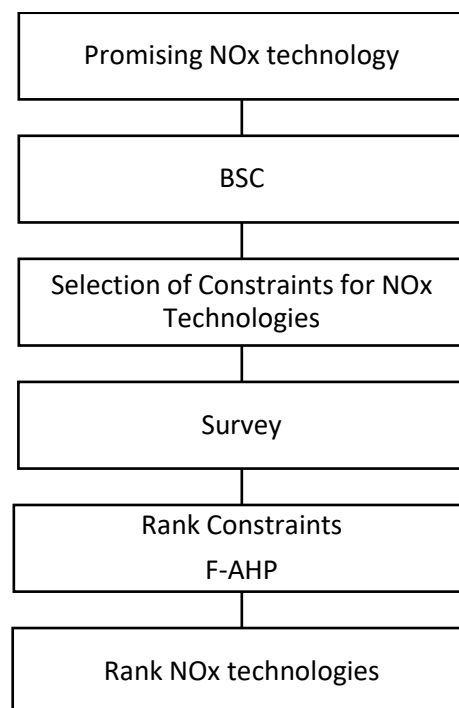 Promising NOx technology
BSC
Selection of Constraints for NOx
Technologies
Survey
Rank Constraints
F-AHP
Rank NOx technologies